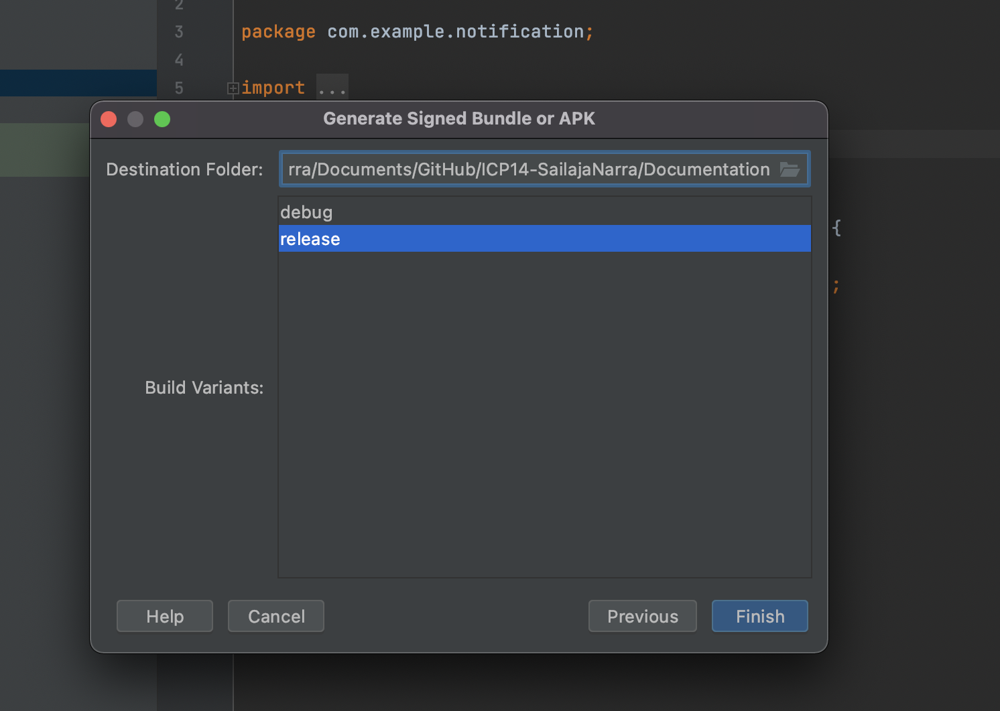 2
3 package com.example.notification;
4
5 import ...
Generate Signed Bundle or APK
Destination Folder: rra/Documents/GitHub/ICP14-SailajaNarra/Documentation
debug
{
release
;
Build Variants:
Help Cancel Previous Finish